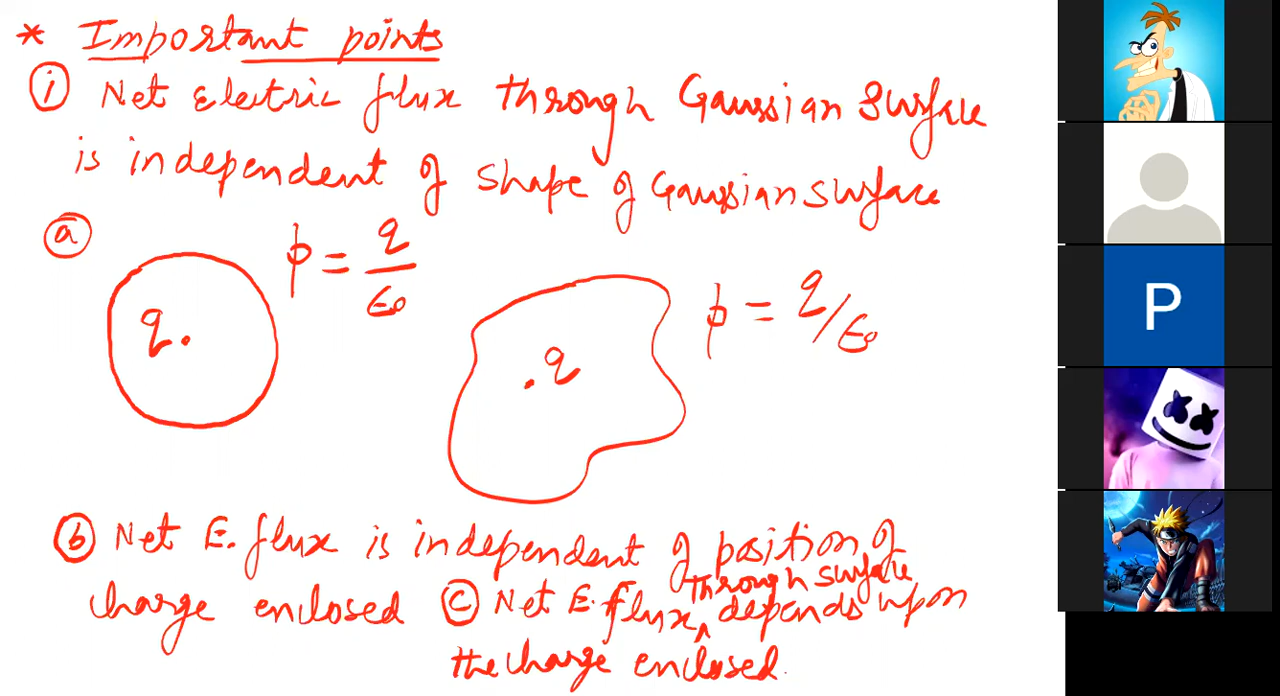 * Important points
(i) Net Electric flux through Gaussian Surface
is independent of shape of Gaussian surface
(a)
ϕ = q/ε₀
q.
.q
ϕ = q/ε₀
(b) Net E. flux is independent of position of
charge enclosed
(c) Net E. flux ^ through surface depends upon
the charge enclosed.
P